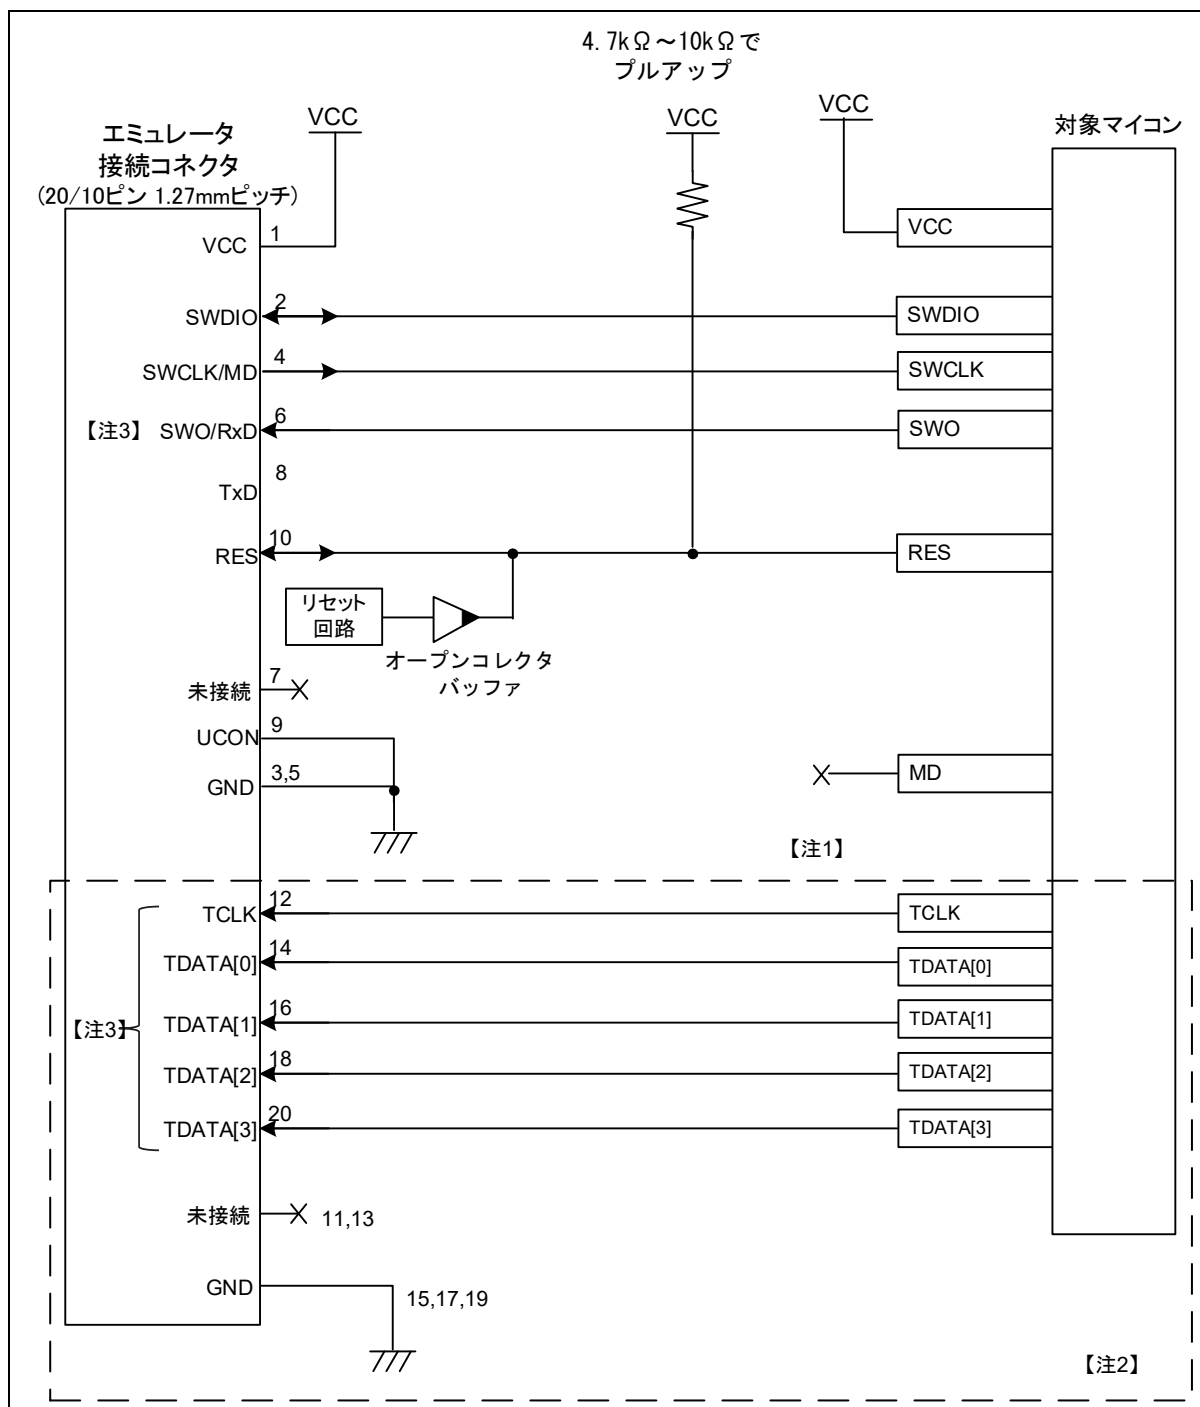 4.7kΩ～10kΩで
プルアップ
VCC
VCC
VCC
エミュレータ
接続コネクタ
(20/10ピン 1.27mmピッチ)
対象マイコン
VCC
1
VCC
SWDIO
2
SWDIO
SWCLK/MD
4
SWCLK
【注3】
SWO/RxD
6
SWO
TxD
8
RES
10
RES
リセット
回路
オープンコレクタ
バッファ
未接続
7
UCON
9
GND
3,5
MD
【注1】
TCLK
12
TCLK
TDATA[0]
14
TDATA[0]
【注3】
TDATA[1]
16
TDATA[1]
TDATA[2]
18
TDATA[2]
TDATA[3]
20
TDATA[3]
未接続
11,13
GND
15,17,19
【注2】